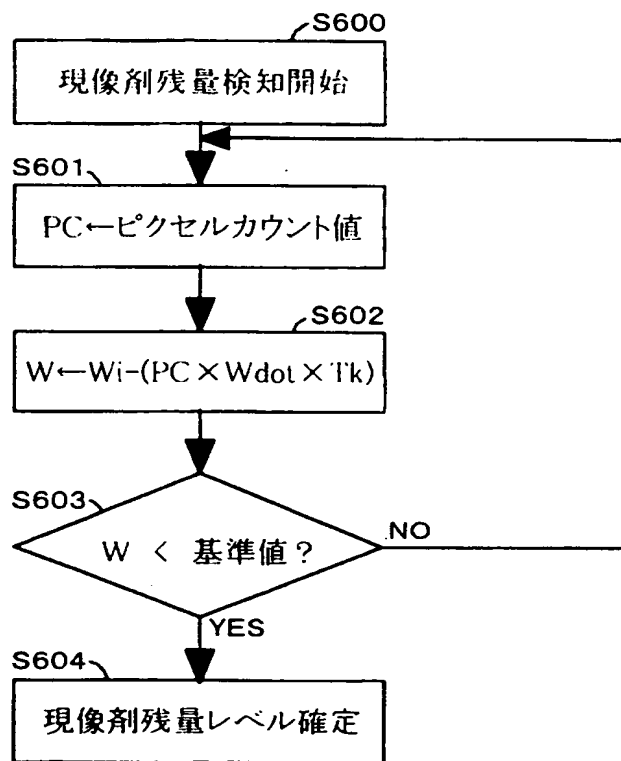 S600
現像剤残量検知開始
S601
PC←ピクセルカウント値
S602
W←Wi-(PC×Wdot×Tk)
S603
W < 基準値?
NO
YES
S604
現像剤残量レベル確定